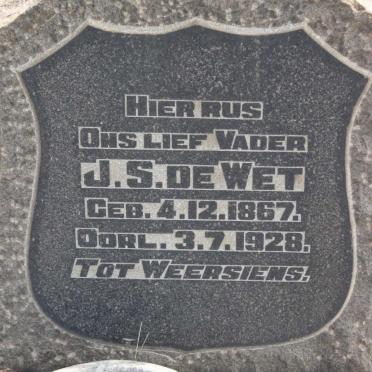 HIER RUS
ONS LIEF VADER
J.S. DE WET
GEB. 4.12.1867.
OORL. 3.7.1928.
TOT WEERSIENS.